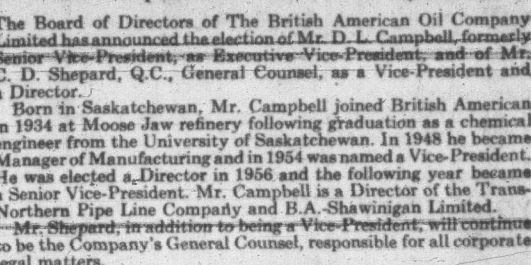 The Board of Directors of The British American Oil Company
Limited has announced the election of Mr. D. L. Campbell, formerly
Senior Vice-President, as Executive Vice-President, and of Mr.
C. D. Shepard, Q.C., General Counsel, as a Vice-President and
a Director.
Born in Saskatchewan, Mr. Campbell joined British American
in 1934 at Moose Jaw refinery following graduation as a chemical
engineer from the University of Saskatchewan. In 1948 he became
Manager of Manufacturing and in 1954 was named a Vice-President.
He was elected a Director in 1956 and the following year became
a Senior Vice-President. Mr. Campbell is a Director of the Trans-
Northern Pipe Line Company and B.A.-Shawinigan Limited.
Mr. Shepard, in addition to being a Vice-President, will continue
to be the Company's General Counsel, responsible for all corporate
legal matters.